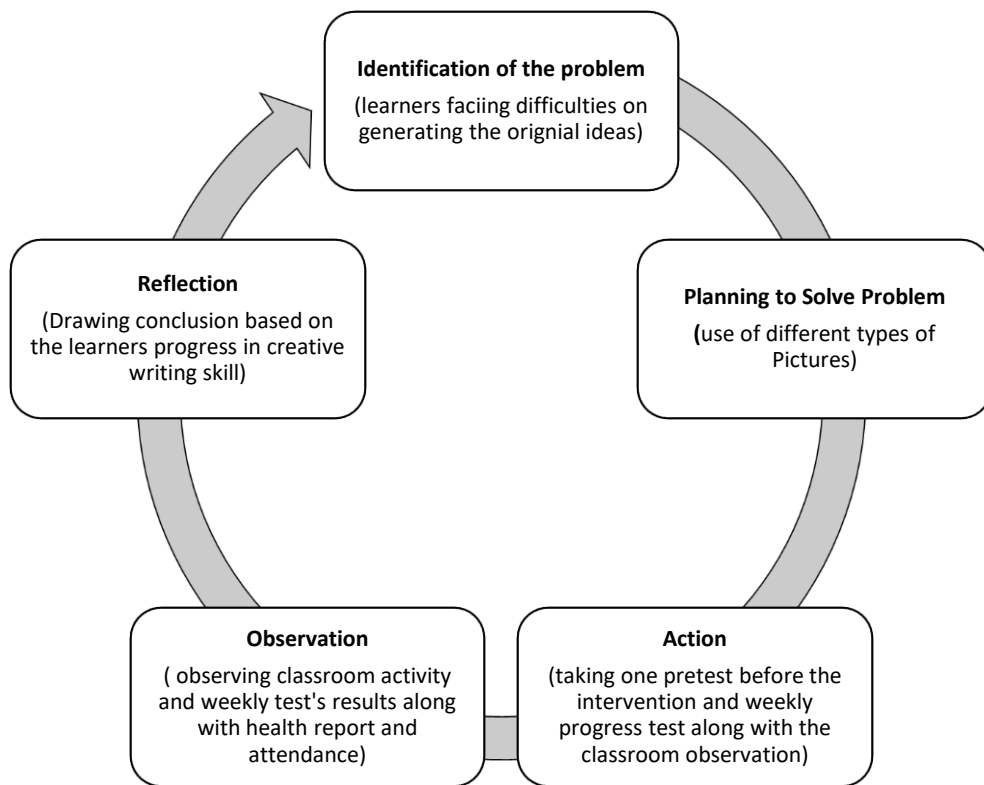 Identification of the problem
(learners faciing difficulties on
generating the orignial ideas)
Planning to Solve Problem
(use of different types of
Pictures)
Action
(taking one pretest before the
intervention and weekly
progress test along with the
classroom observation)
Observation
( observing classroom activity
and weekly test's results along
with health report and
attendance)
Reflection
(Drawing conclusion based on
the learners progress in creative
writing skill)